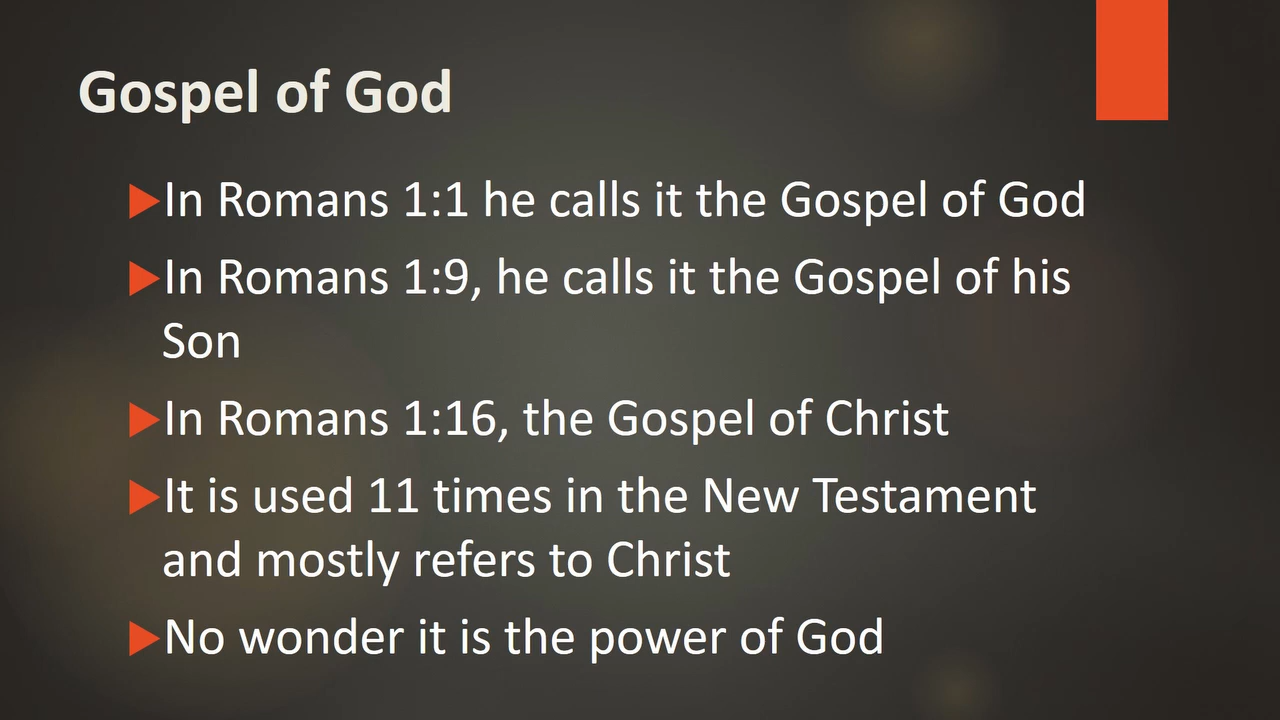 Gospel of God
In Romans 1:1 he calls it the Gospel of God
In Romans 1:9, he calls it the Gospel of his
Son
In Romans 1:16, the Gospel of Christ
It is used 11 times in the New Testament
and mostly refers to Christ
No wonder it is the power of God